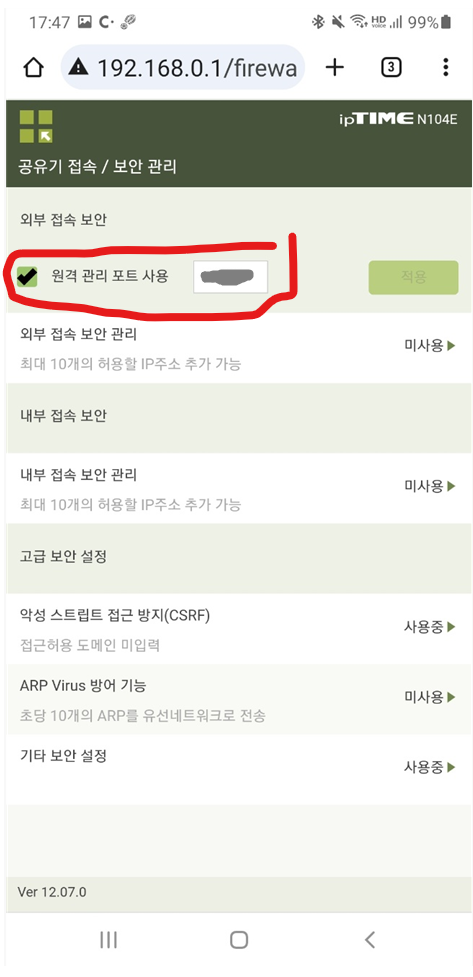 17:47
HD
voice
99%
192.168.0.1/firewa
3
ipTIME N104E
공유기 접속 / 보안 관리
외부 접속 보안
원격 관리 포트 사용
적용
외부 접속 보안 관리
미사용
최대 10개의 허용할 IP주소 추가 가능
내부 접속 보안
내부 접속 보안 관리
미사용
최대 10개의 허용할 IP주소 추가 가능
고급 보안 설정
악성 스트립트 접근 방지(CSRF)
사용중
접근허용 도메인 미입력
ARP Virus 방어 기능
미사용
초당 10개의 ARP를 유선네트워크로 전송
기타 보안 설정
사용중
Ver 12.07.0